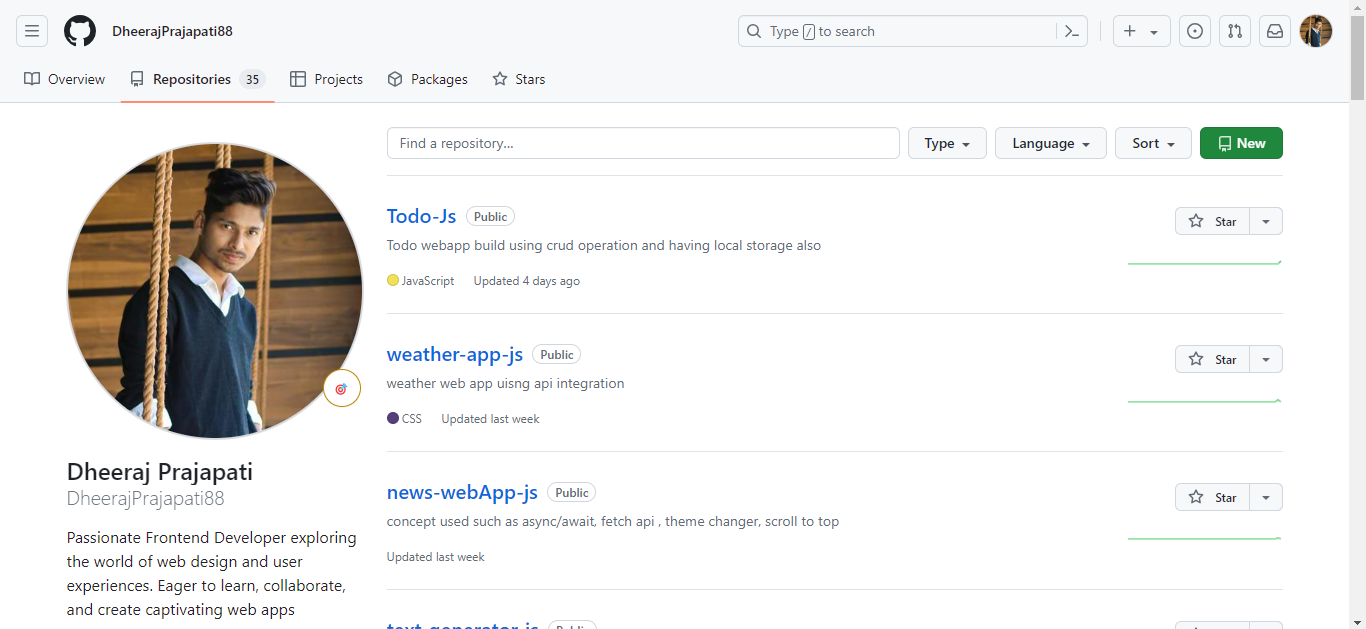 DheerajPrajapati88
Type / to search
Overview
Repositories 35
Projects
Packages
Stars
Find a repository...
Type
Language
Sort
New
Todo-Js Public
Star
Todo webapp build using crud operation and having local storage also
JavaScript Updated 4 days ago
weather-app-js Public
Star
weather web app uisng api integration
CSS Updated last week
news-webApp-js Public
Star
concept used such as async/await, fetch api , theme changer, scroll to top
Updated last week
text-generator-js Public
Dheeraj Prajapati
DheerajPrajapati88
Passionate Frontend Developer exploring
the world of web design and user
experiences. Eager to learn, collaborate,
and create captivating web apps